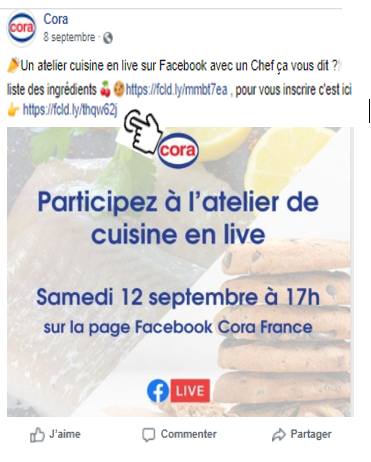 cora
Cora
8 septembre ·
Un atelier cuisine en live sur Facebook avec un Chef ça vous dit ?
liste des ingrédients https://fcld.ly/mmbt7ea , pour vous inscrire c'est ici
https://fcld.ly/thqw62j
cora
Participez à l'atelier de
cuisine en live
Samedi 12 septembre à 17h
sur la page Facebook Cora France
f LIVE
J'aime Commenter Partager